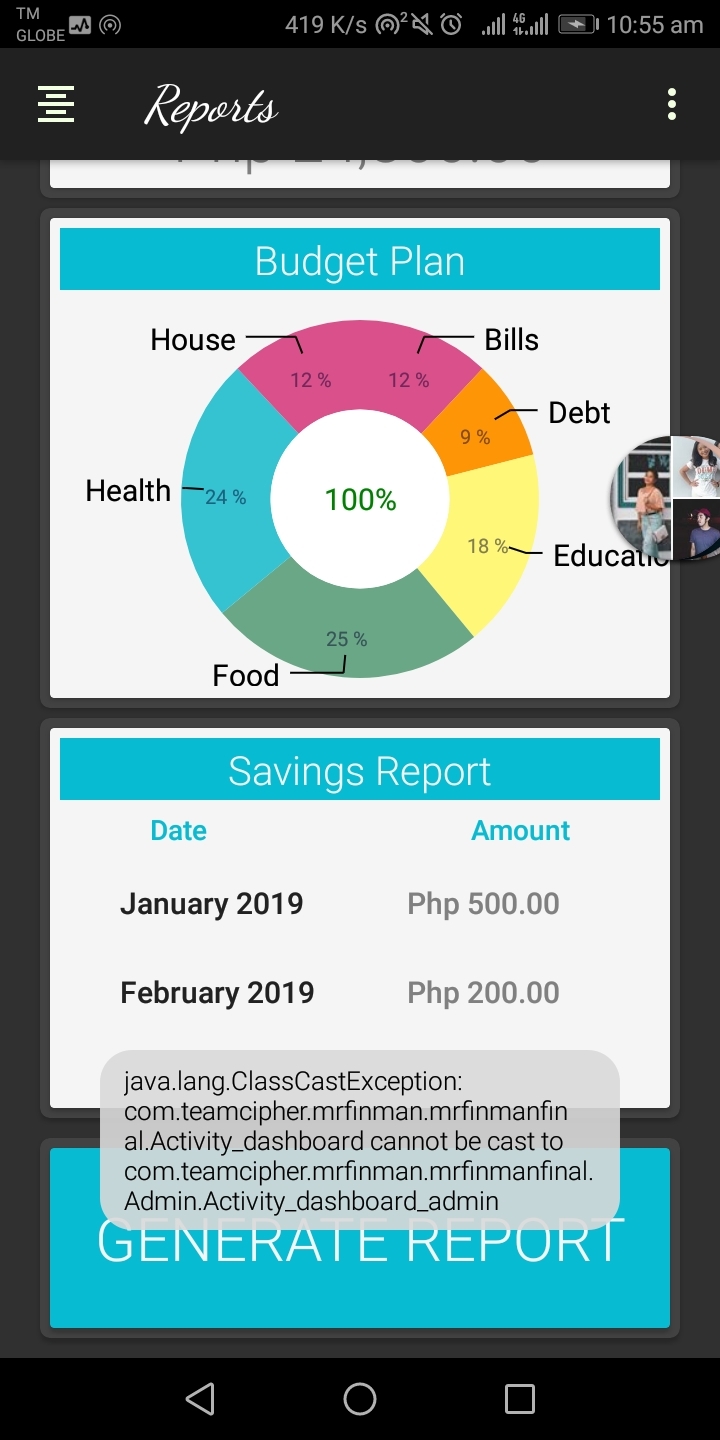 TM
GLOBE
419 K/s
2
4G
10:55 am
Reports
Budget Plan
House
Bills
12 %
12 %
Debt
9 %
Health
24 %
100%
18 %
Educatio
25 %
Food
Savings Report
Date Amount
January 2019 Php 500.00
February 2019 Php 200.00
java.lang.ClassCastException:
com.teamcipher.mrfinman.mrfinmanfin
al.Activity_dashboard cannot be cast to
com.teamcipher.mrfinman.mrfinmanfinal.
Admin.Activity_dashboard_admin
GENERATE REPORT